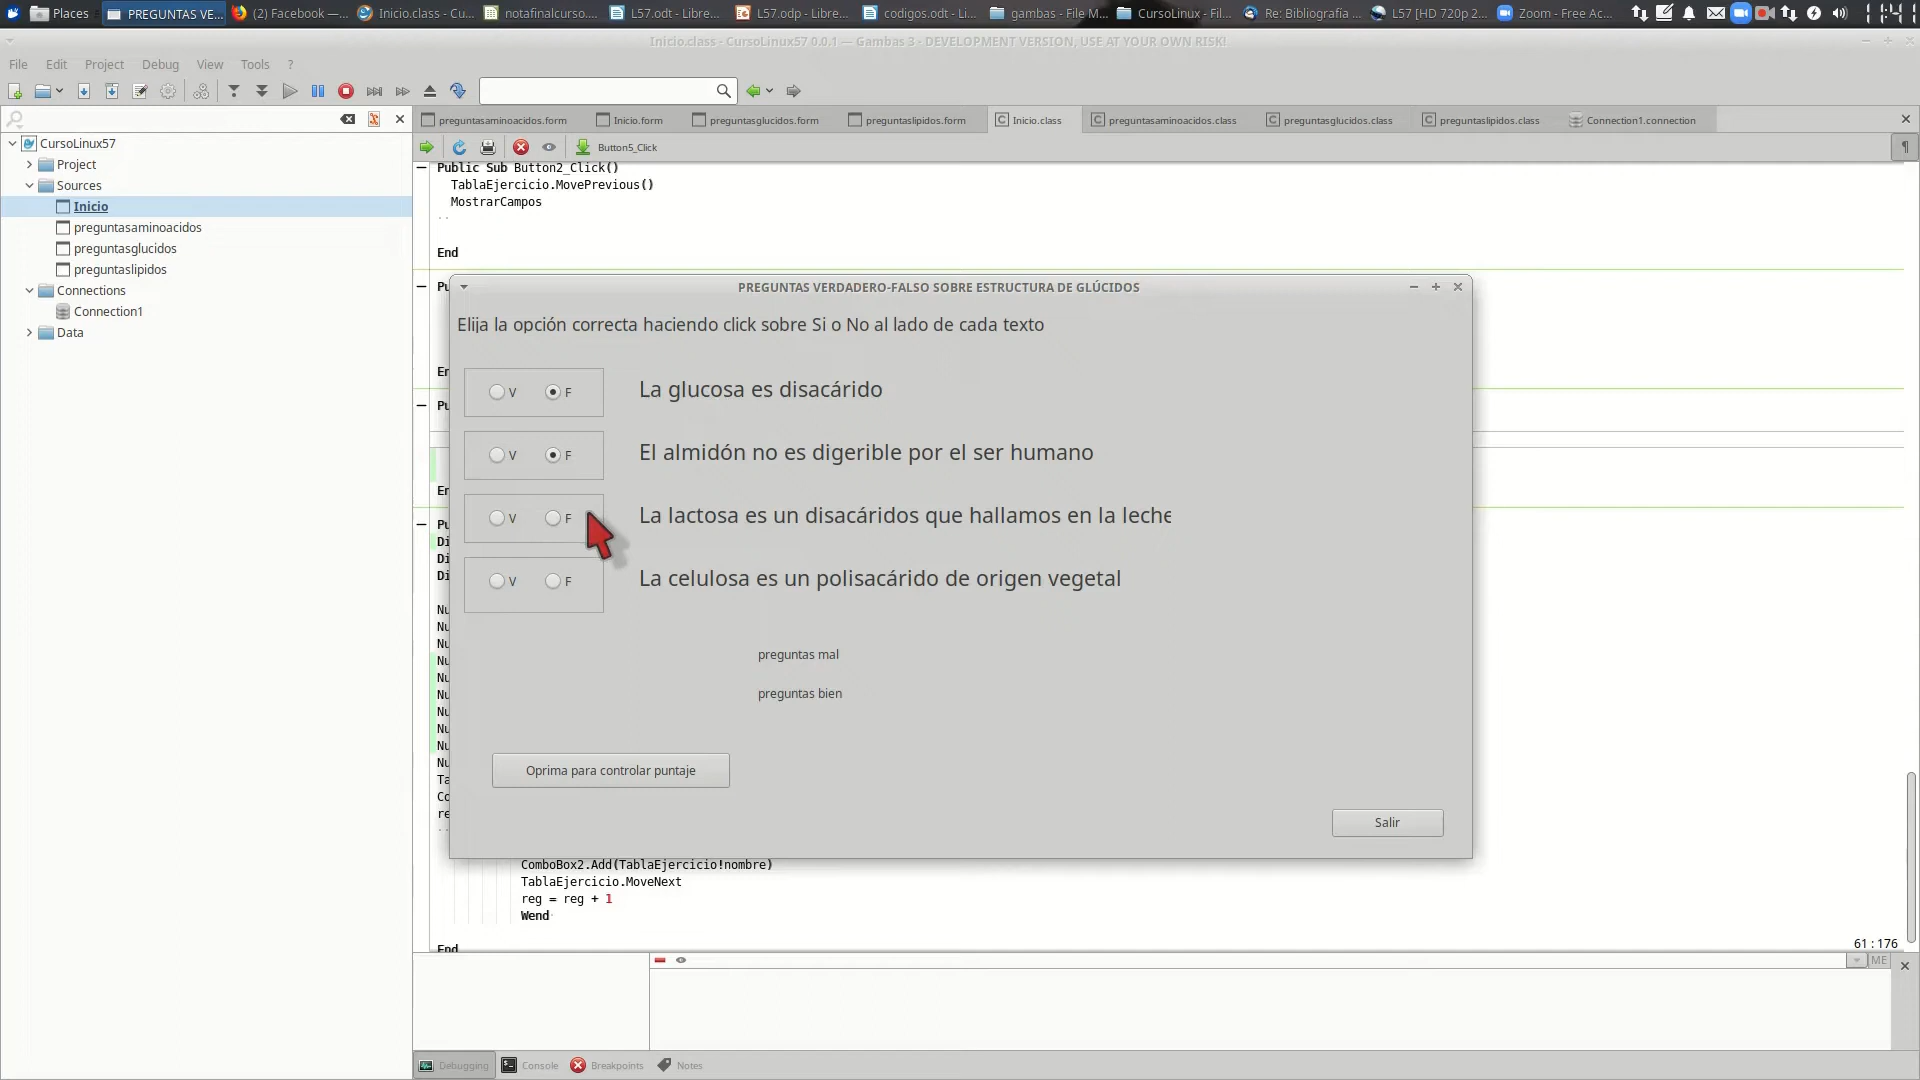 Places
PREGUNTAS VE...
(2) Facebook —...
Inicio.class - Cu...
notafinalcurso....
L57.odt - Libre...
L57.odp - Libre...
codigos.odt - Li...
gambas - File M...
CursoLinux - Fil...
Re: Bibliografía ...
L57 [HD 720p 2...
Zoom - Free Ac...
Inicio.class - CursoLinux57 0.0.1 — Gambas 3 - DEVELOPMENT VERSION, USE AT YOUR OWN RISK!
File Edit Project Debug View Tools ?
preguntasaminoacidos.form
Inicio.form
preguntasglucidos.form
preguntaslipidos.form
Inicio.class
preguntasaminoacidos.class
preguntasglucidos.class
preguntaslipidos.class
Connection1.connection
Button5_Click
CursoLinux57
Project
Sources
Inicio
preguntasaminoacidos
preguntasglucidos
preguntaslipidos
Connections
Connection1
Data
Public Sub Button2_Click()
TablaEjercicio.MovePrevious()
MostrarCampos
End
PREGUNTAS VERDADERO-FALSO SOBRE ESTRUCTURA DE GLÚCIDOS
Elija la opción correcta haciendo click sobre Si o No al lado de cada texto
V F La glucosa es disacárido
V F El almidón no es digerible por el ser humano
V F La lactosa es un disacáridos que hallamos en la leche
V F La celulosa es un polisacárido de origen vegetal
preguntas mal
preguntas bien
Oprima para controlar puntaje
Salir
ComboBox2.Add(TablaEjercicio!nombre)
TablaEjercicio.MoveNext
reg = reg + 1
Wend
End
61 : 176
ME
Debugging
Console
Breakpoints
Notes